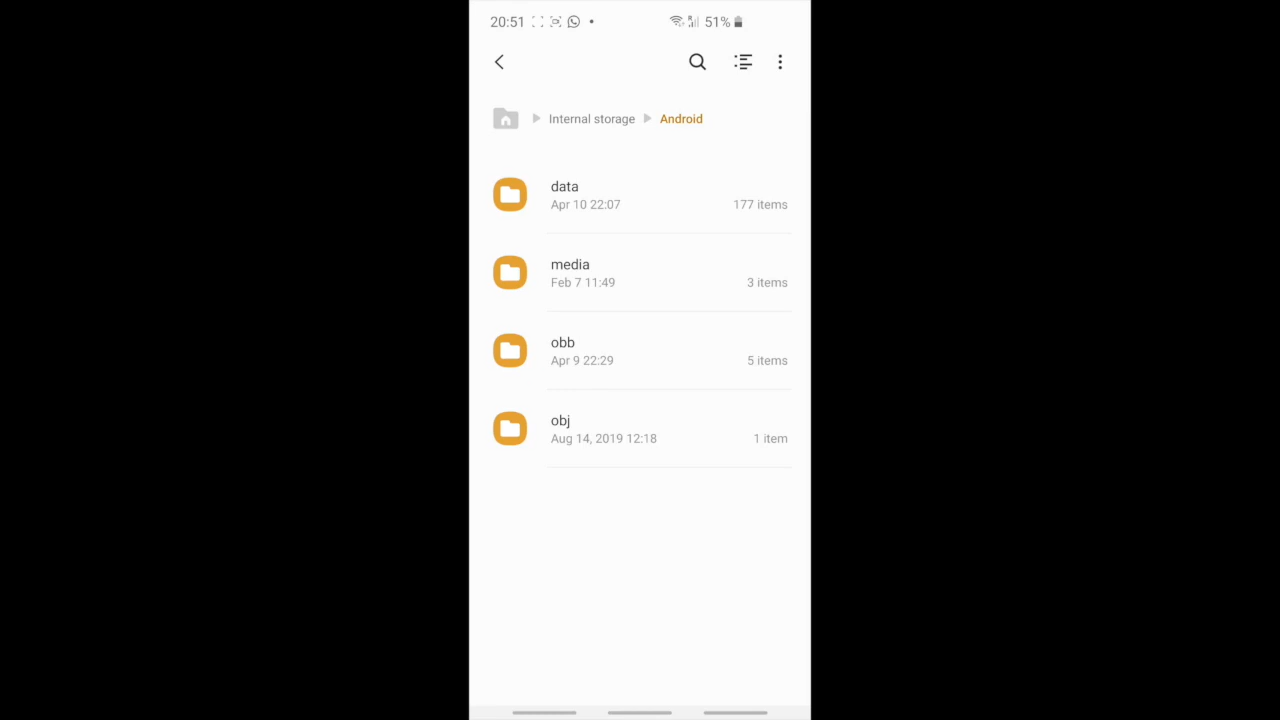 20:51 51%
Internal storage Android
data
Apr 10 22:07 177 items
media
Feb 7 11:49 3 items
obb
Apr 9 22:29 5 items
obj
Aug 14, 2019 12:18 1 item